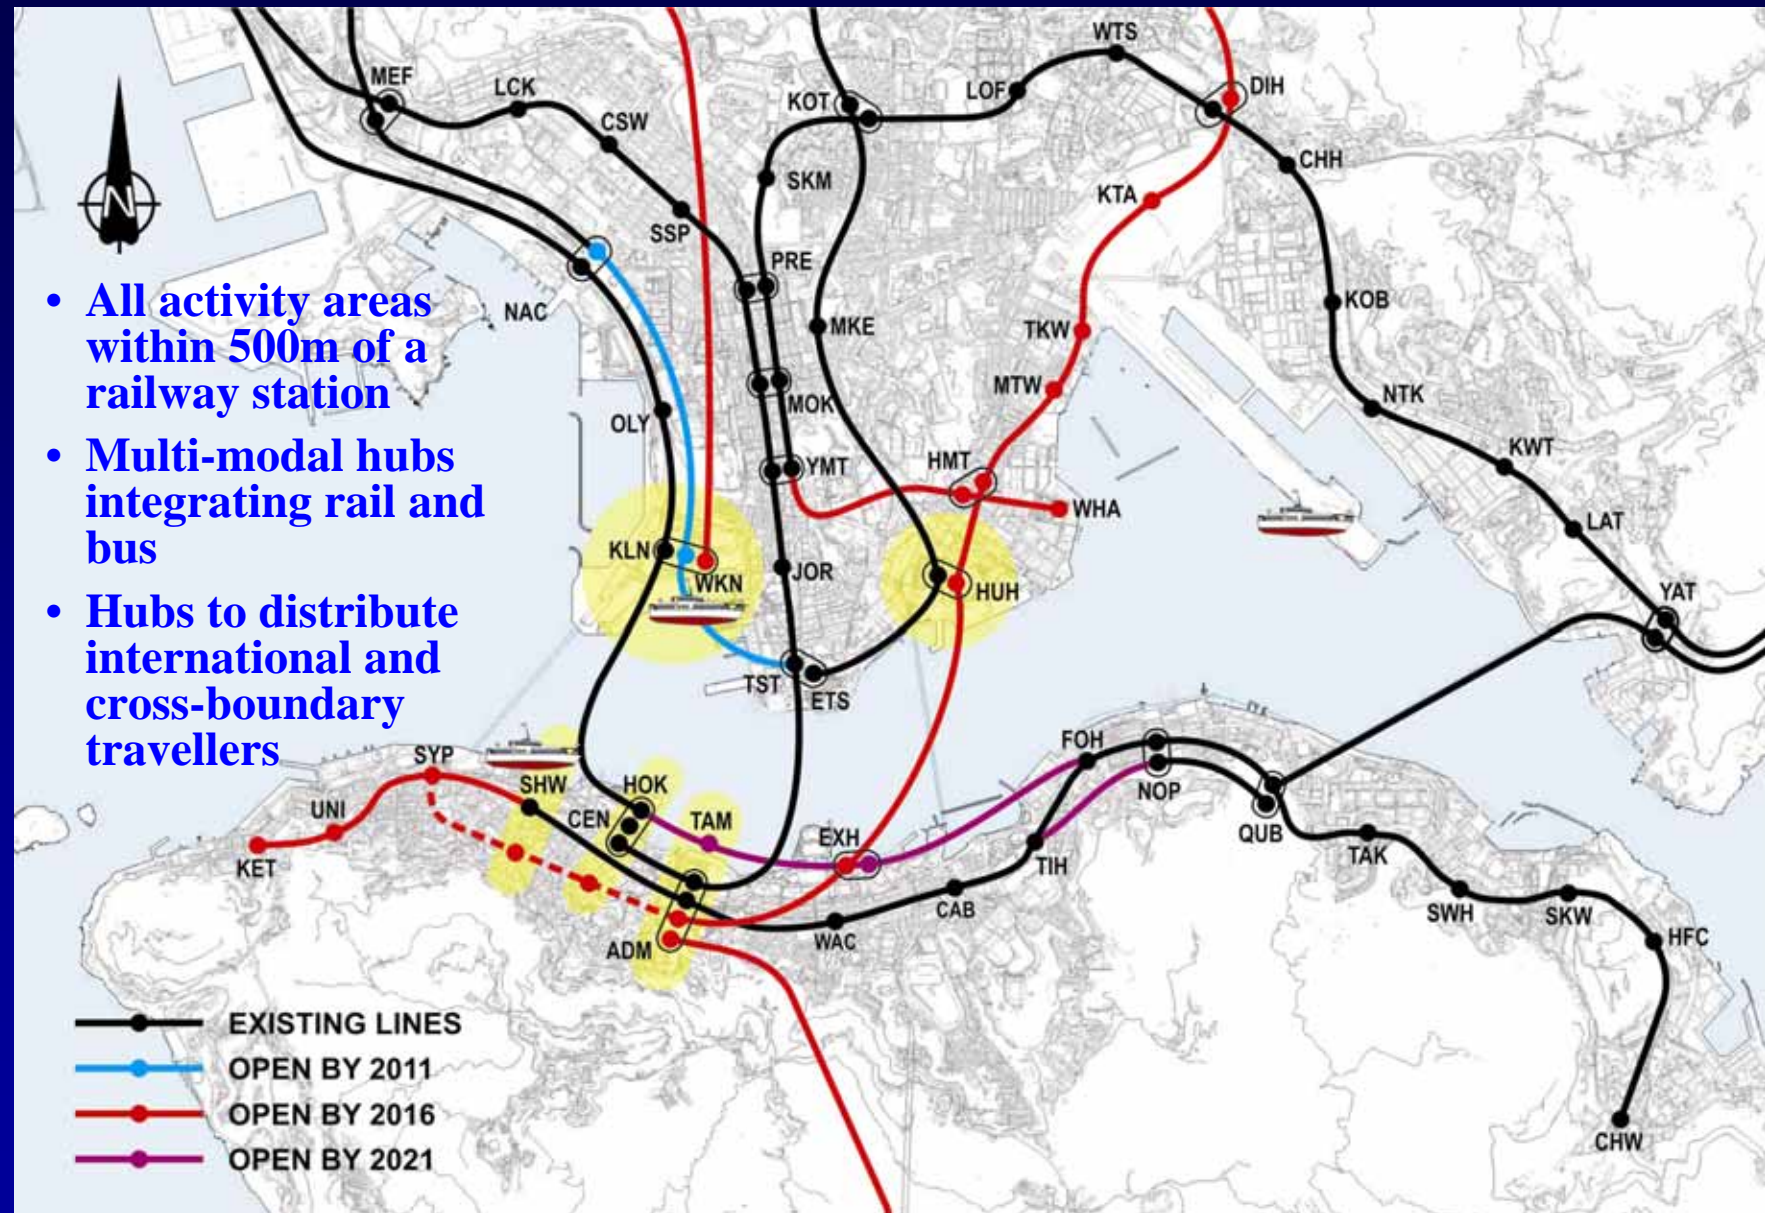 WTS
MEF
LCK
KOT
LOF
DIH
CSW
CHH
SKM
KTA
SSP
PRE
N
NAC
KOB
MKE
TKW
MTW
NTK
OLY
MOK
KWT
YMT
HMT
WHA
LAT
KLN
WKN
JOR
HUH
YAT
TST
ETS
• All activity areas
within 500m of a
railway station
• Multi-modal hubs
integrating rail and
bus
• Hubs to distribute
international and
cross-boundary
travellers
SYP
SHW
HOK
FOH
NOP
UNI
CEN
TAM
EXH
QUB
KET
TIH
TAK
CAB
SWH
SKW
WAC
ADM
HFC
CHW
EXISTING LINES
OPEN BY 2011
OPEN BY 2016
OPEN BY 2021